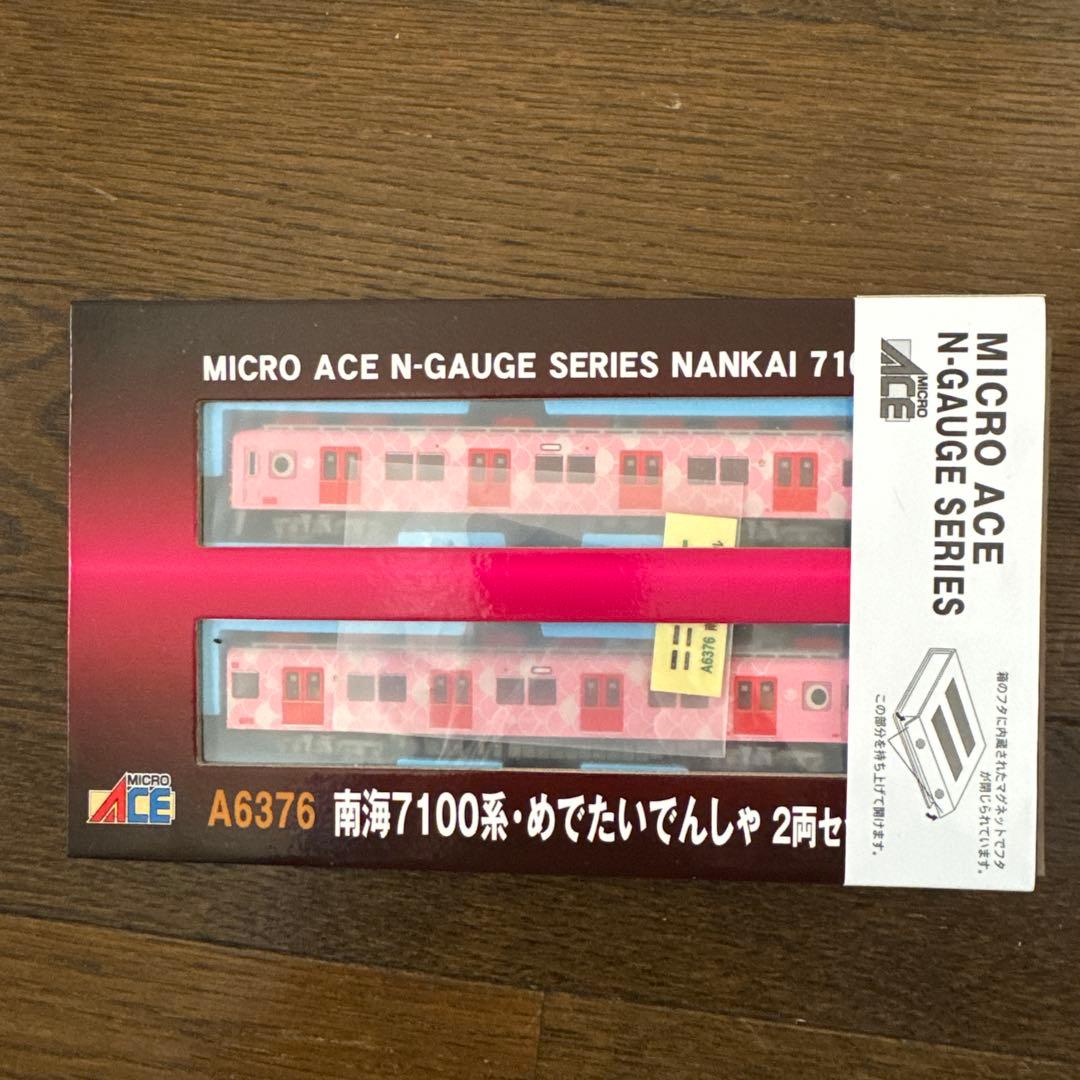 MICRO ACE N-GAUGE SERIES NANKAI 710
A6376 南
MICRO ACE
A6376 南海7100系・めでたいでんしゃ 2両セ
MICRO ACE
N-GAUGE SERIES
MICRO ACE
箱のフタに内蔵されたマグネットでフタ
が閉じられています。
この部分を持ち上げて開けます。